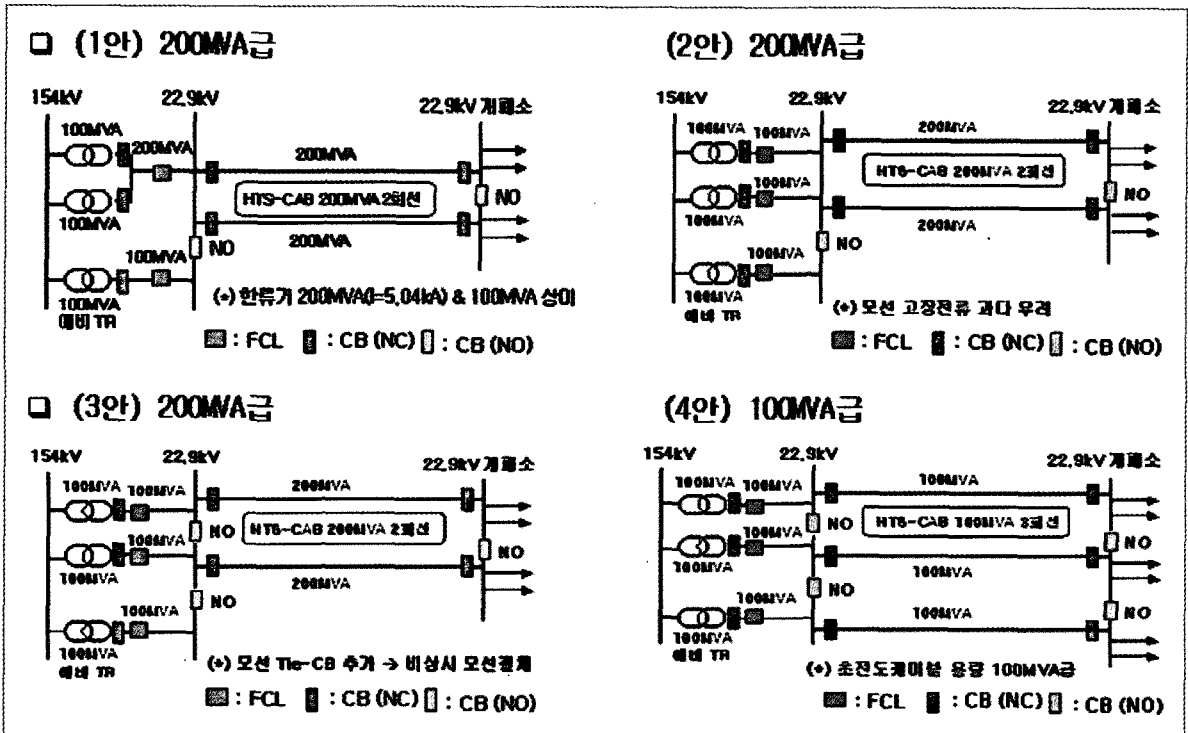 □ (1안) 200MVA급
154kV 22.9kV 22.9kV 개폐소
100MVA
200MVA
200MVA
HTS-CAB 200MVA 2회선
NO
100MVA
200MVA
NO
100MVA
100MVA
예비 TR
(*) 한류기 200MVA(I=5.04kA) & 100MVA 상이
: FCL : CB (NC) : CB (NO)
(2안) 200MVA급
154kV 22.9kV 22.9kV 개폐소
100MVA 100MVA
200MVA
HTS-CAB 200MVA 2회선
100MVA
NO
100MVA
200MVA
100MVA
NO
100MVA
예비 TR
(*) 모선 고장전류 과다 우려
: FCL : CB (NC) : CB (NO)
□ (3안) 200MVA급
154kV 22.9kV 22.9kV 개폐소
100MVA 100MVA
200MVA
NO
HTS-CAB 200MVA 2회선
100MVA
NO
100MVA
200MVA
100MVA
NO
100MVA
예비 TR
(*) 모선 Tie-CB 추가 → 비상시 모선절체
: FCL : CB (NC) : CB (NO)
(4안) 100MVA급
154kV 22.9kV 22.9kV 개폐소
100MVA 100MVA
100MVA
NO
HTS-CAB 100MVA 3회선
100MVA
NO
100MVA
100MVA
100MVA
NO
NO
100MVA
100MVA
예비 TR
(*) 초전도케이블 용량 100MVA급
: FCL : CB (NC) : CB (NO)